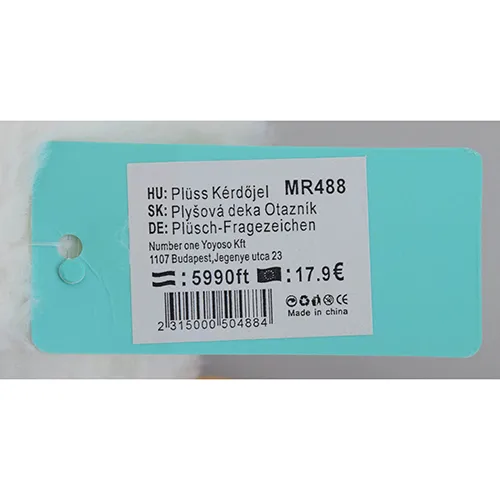 HU: Plüss Kérdőjel MR488
SK: Plyšová deka Otaznik
DE: Plüsch-Fragezeichen
Number one Yoyoso Kft
1107 Budapest,Jegenye utca 23
:5990ft :17.9€
2 315000 504884
Made in china